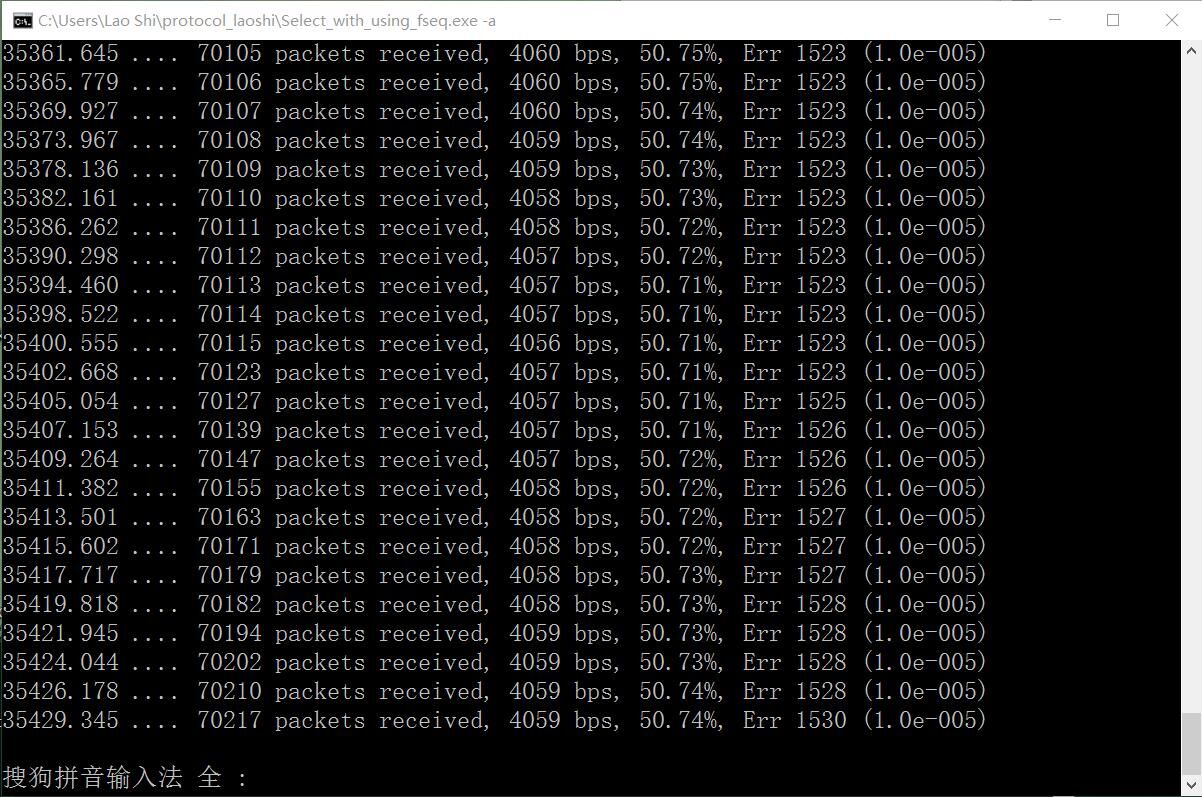 C:\Users\Lao Shi\protocol_laoshi\Select_with_using_fseq.exe -a
35361.645 .... 70105 packets received, 4060 bps, 50.75%, Err 1523 (1.0e-005)
35365.779 .... 70106 packets received, 4060 bps, 50.75%, Err 1523 (1.0e-005)
35369.927 .... 70107 packets received, 4060 bps, 50.74%, Err 1523 (1.0e-005)
35373.967 .... 70108 packets received, 4059 bps, 50.74%, Err 1523 (1.0e-005)
35378.136 .... 70109 packets received, 4059 bps, 50.73%, Err 1523 (1.0e-005)
35382.161 .... 70110 packets received, 4058 bps, 50.73%, Err 1523 (1.0e-005)
35386.262 .... 70111 packets received, 4058 bps, 50.72%, Err 1523 (1.0e-005)
35390.298 .... 70112 packets received, 4057 bps, 50.72%, Err 1523 (1.0e-005)
35394.460 .... 70113 packets received, 4057 bps, 50.71%, Err 1523 (1.0e-005)
35398.522 .... 70114 packets received, 4057 bps, 50.71%, Err 1523 (1.0e-005)
35400.555 .... 70115 packets received, 4056 bps, 50.71%, Err 1523 (1.0e-005)
35402.668 .... 70123 packets received, 4057 bps, 50.71%, Err 1523 (1.0e-005)
35405.054 .... 70127 packets received, 4057 bps, 50.71%, Err 1525 (1.0e-005)
35407.153 .... 70139 packets received, 4057 bps, 50.71%, Err 1526 (1.0e-005)
35409.264 .... 70147 packets received, 4057 bps, 50.72%, Err 1526 (1.0e-005)
35411.382 .... 70155 packets received, 4058 bps, 50.72%, Err 1526 (1.0e-005)
35413.501 .... 70163 packets received, 4058 bps, 50.72%, Err 1527 (1.0e-005)
35415.602 .... 70171 packets received, 4058 bps, 50.72%, Err 1527 (1.0e-005)
35417.717 .... 70179 packets received, 4058 bps, 50.73%, Err 1527 (1.0e-005)
35419.818 .... 70182 packets received, 4058 bps, 50.73%, Err 1528 (1.0e-005)
35421.945 .... 70194 packets received, 4059 bps, 50.73%, Err 1528 (1.0e-005)
35424.044 .... 70202 packets received, 4059 bps, 50.73%, Err 1528 (1.0e-005)
35426.178 .... 70210 packets received, 4059 bps, 50.74%, Err 1528 (1.0e-005)
35429.345 .... 70217 packets received, 4059 bps, 50.74%, Err 1530 (1.0e-005)
搜狗拼音输入法 全 :